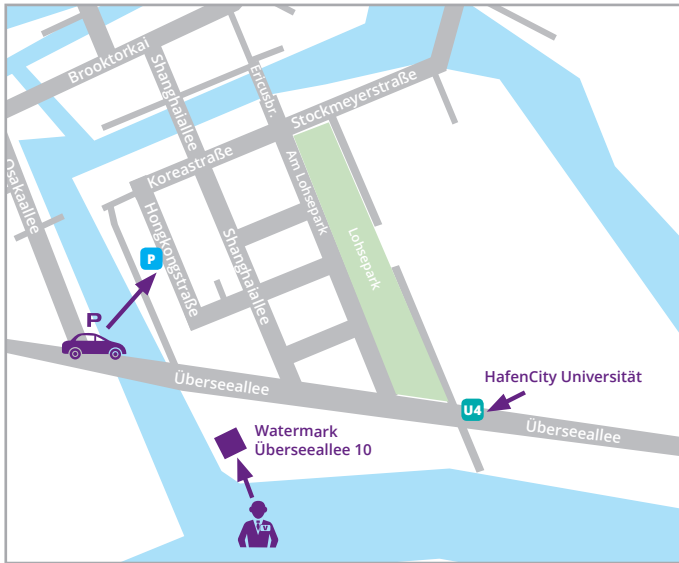 Brooktorkai
Shanghaiallee
Ericusbr.
Stockmeyerstraße
Osakaallee
Koreastraße
Am Lohsepark
Hongkongstraße
Shanghaiallee
Lohsepark
P
P
Überseeallee
HafenCity Universität
U4
Überseeallee
Watermark
Überseeallee 10